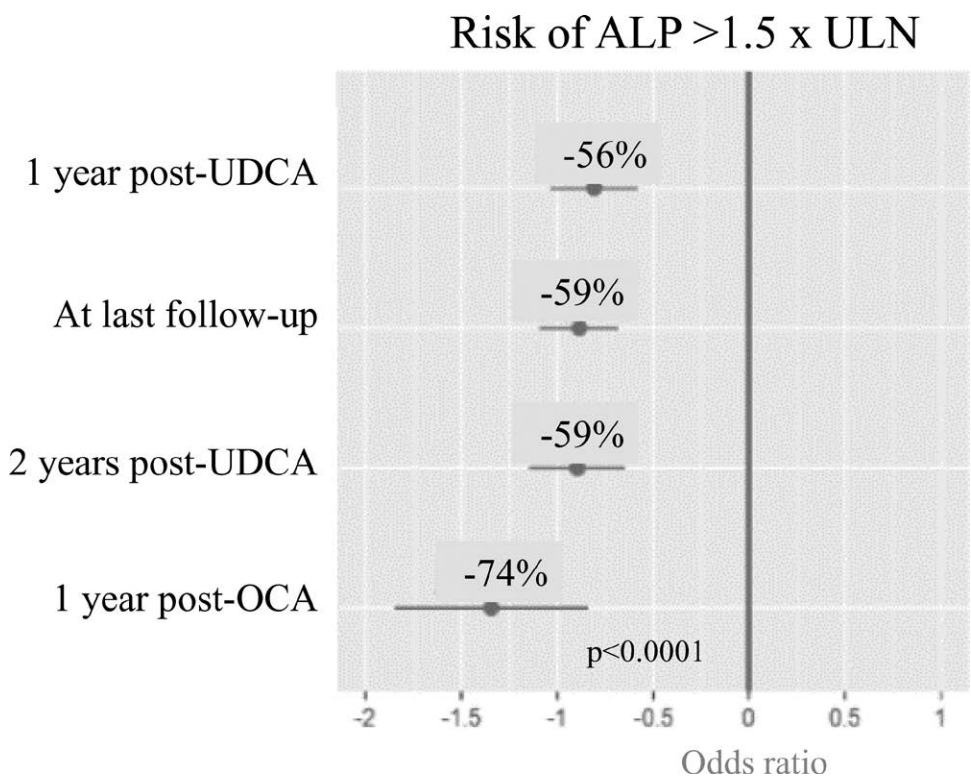 Risk of ALP >1.5 x ULN
1 year post-UDCA
-56%
At last follow-up
-59%
2 years post-UDCA
-59%
1 year post-OCA
-74%
p<0.0001
-2 -1.5 -1 -0.5 0 0.5 1
Odds ratio